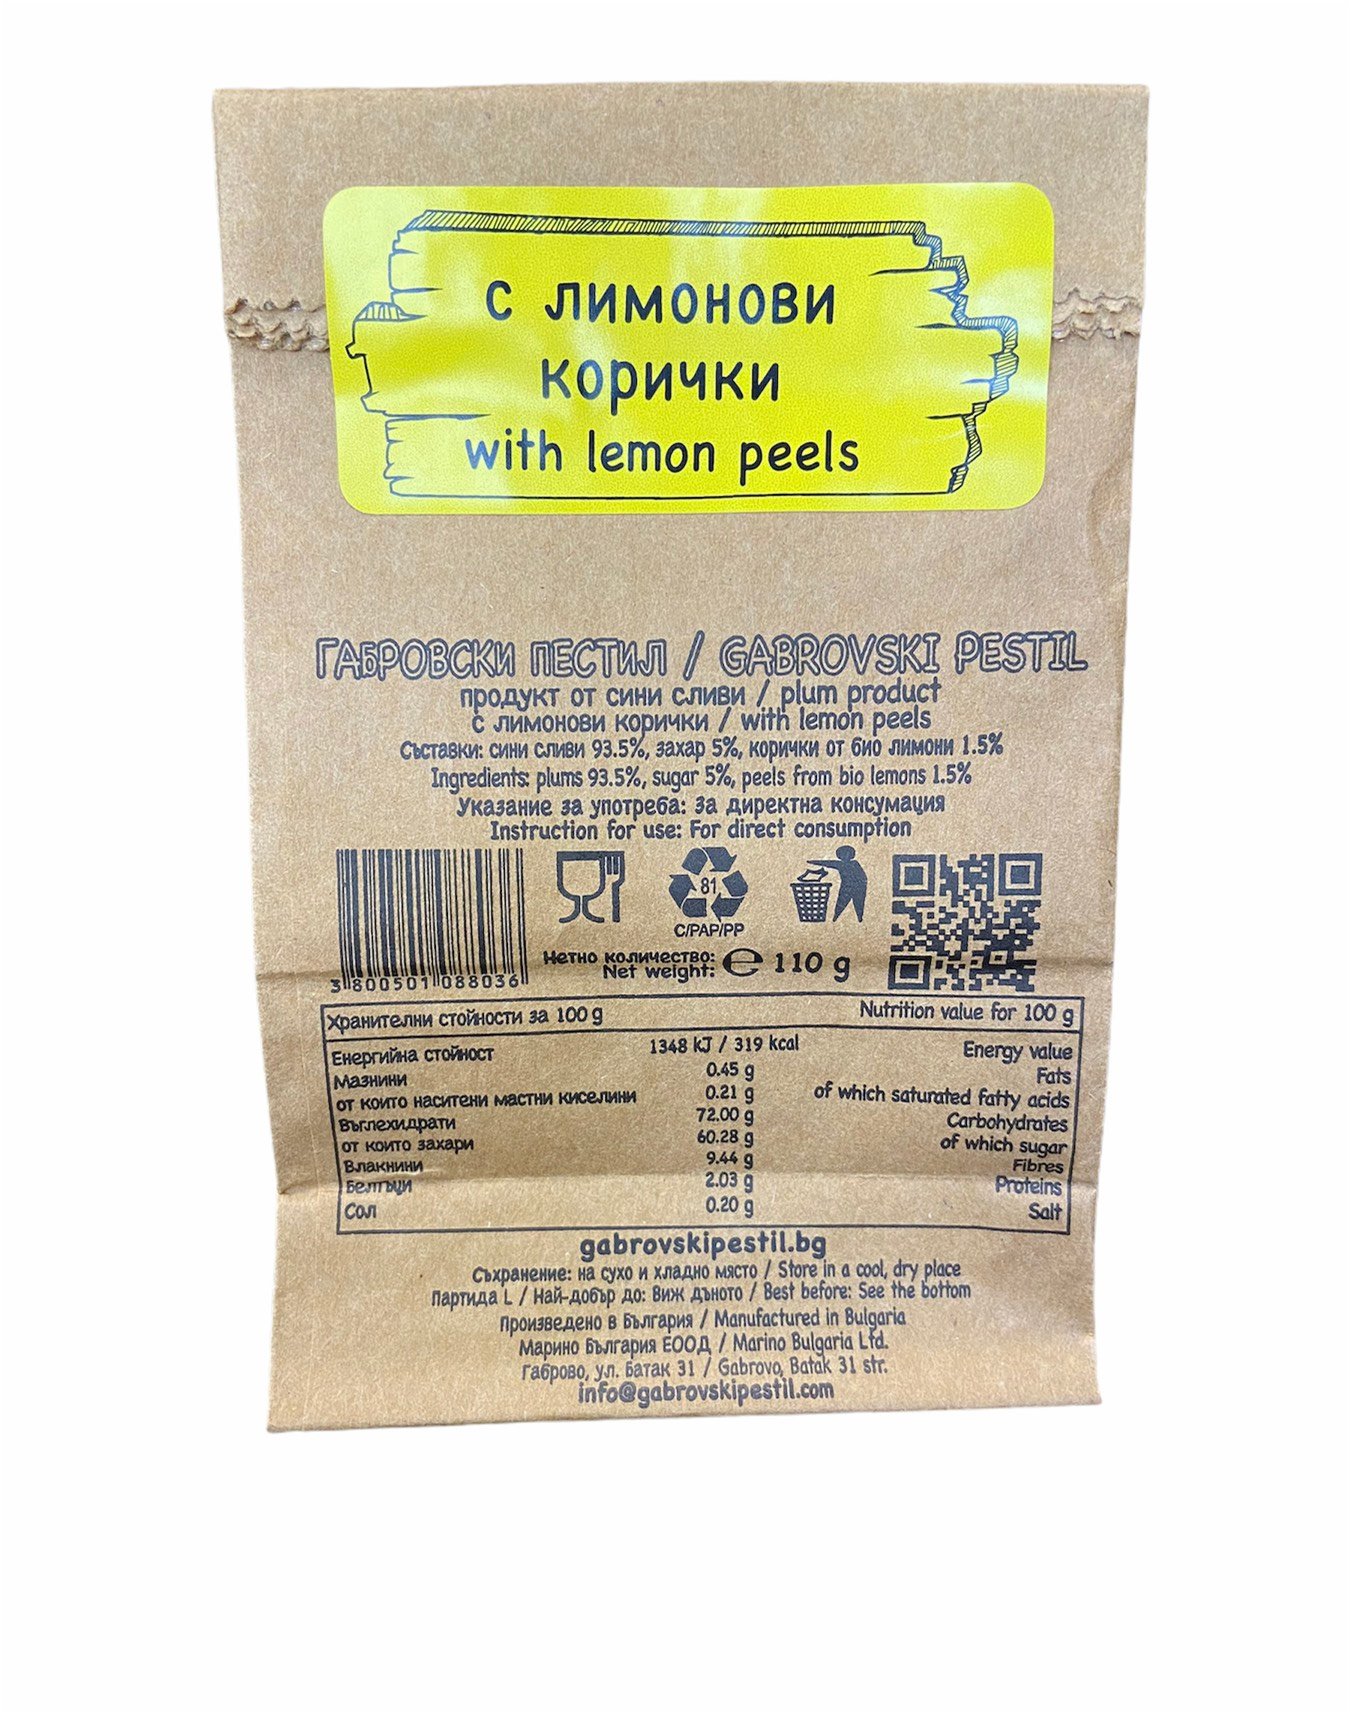 с лимонови
корички
with lemon peels
ГАБРОВСКИ ПЕСТИЛ / GABROVSKI PESTIL
продукт от сини сливи / plum product
с лимонови корички / with lemon peels
Съставки: сини сливи 93.5%, захар 5%, корички от био лимони 1.5%
Ingredients: plums 93.5%, sugar 5%, peels from bio lemons 1.5%
Указание за употреба: За директна консумация
Instruction for use: For direct consumption
81
C/PAP/PP
Нетно количество:
Net weight: e 110 g
3 800501 088036
Хранителни стойности за 100 g Nutrition value for 100 g
Енергийна стойност 1348 kJ / 319 kcal Energy value
Мазнини 0.45 g Fats
от които наситени мастни киселини 0.21 g of which saturated fatty acids
Въглехидрати 72.00 g Carbohydrates
от които захари 60.28 g of which sugar
Влакнини 9.44 g Fibres
Белтъци 2.03 g Proteins
Сол 0.20 g Salt
gabrovskipestil.bg
Съхранение: на сухо и хладно място / Store in a cool, dry place
Партида L / Най-добър до: Виж дъното / Best before: See the bottom
Произведено в България / Manufactured in Bulgaria
Марино България ЕООД / Marino Bulgaria Ltd.
Габрово, ул. Батак 31 / Gabrovo, Batak 31 str.
info@gabrovskipestil.com